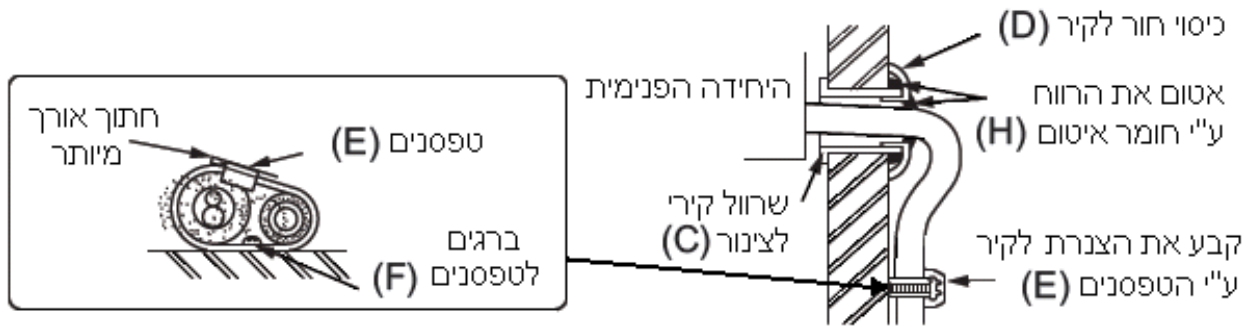 כיסוי חור לקיר (D)
אטום את הרווח
ע"י חומר איטום (H)
היחידה הפנימית
שרוול קירי
לצינור (C)
קבע את הצנרת לקיר
ע"י הטפסנים (E)
חתוך אורך
מיותר
טפסנים (E)
ברגים
לטפסנים (F)